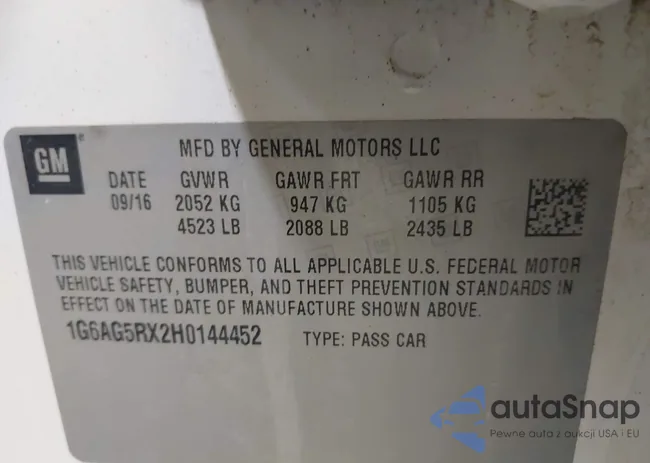 GM
MFD BY GENERAL MOTORS LLC
DATE GVWR GAWR FRT GAWR RR
09/16 2052 KG 947 KG 1105 KG
4523 LB 2088 LB 2435 LB
THIS VEHICLE CONFORMS TO ALL APPLICABLE U.S. FEDERAL MOTOR
VEHICLE SAFETY, BUMPER, AND THEFT PREVENTION STANDARDS IN
EFFECT ON THE DATE OF MANUFACTURE SHOWN ABOVE.
1G6AG5RX2H0144452 TYPE: PASS CAR
autaSnap
Pewne auta z aukcji USA i EU